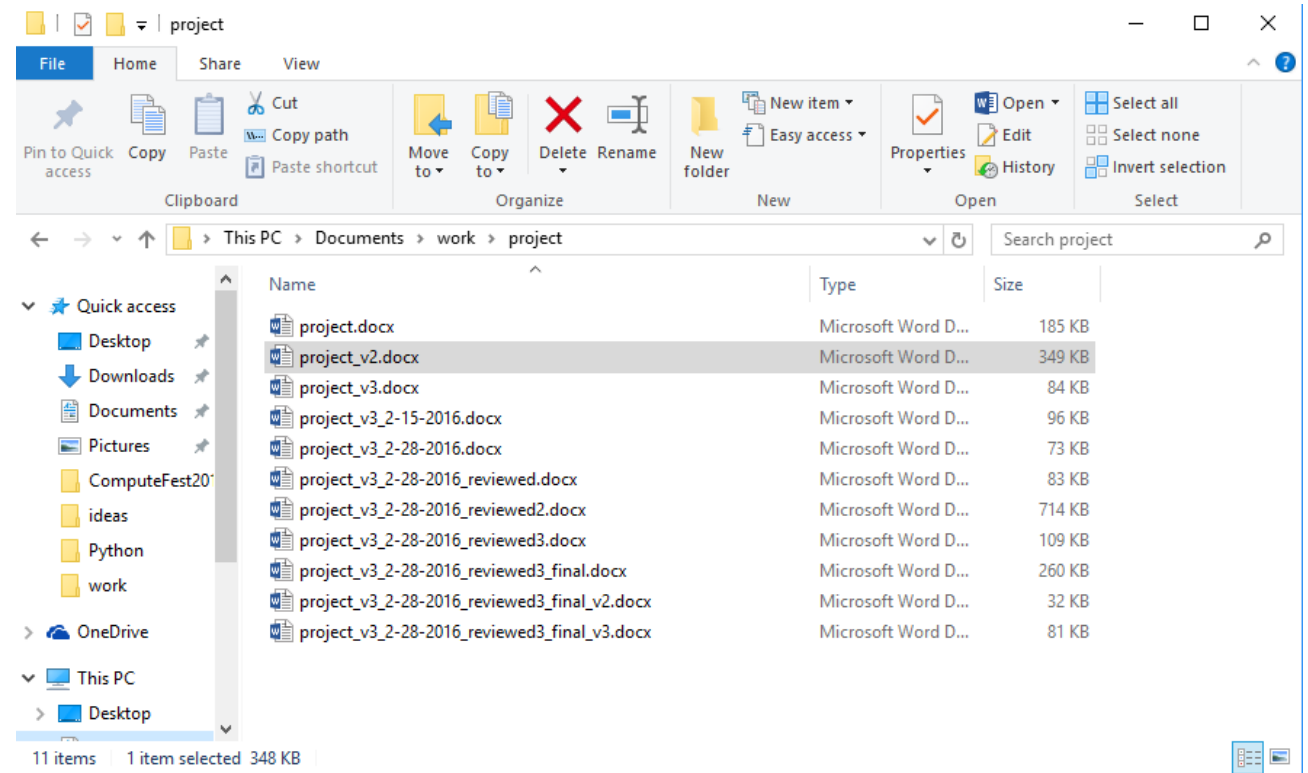 project
File Home Share View
Cut New item Open Select all
Copy path Easy access Edit Select none
Pin to Quick access Copy Paste Paste shortcut Move to Copy to Delete Rename New folder Properties History Invert selection
Clipboard Organize New Open Select
This PC Documents work project Search project
Name Type Size
Quick access
Desktop
Downloads
Documents
Pictures
ComputeFest201
ideas
Python
work
OneDrive
This PC
Desktop
project.docx Microsoft Word D... 185 KB
project_v2.docx Microsoft Word D... 349 KB
project_v3.docx Microsoft Word D... 84 KB
project_v3_2-15-2016.docx Microsoft Word D... 96 KB
project_v3_2-28-2016.docx Microsoft Word D... 73 KB
project_v3_2-28-2016_reviewed.docx Microsoft Word D... 83 KB
project_v3_2-28-2016_reviewed2.docx Microsoft Word D... 714 KB
project_v3_2-28-2016_reviewed3.docx Microsoft Word D... 109 KB
project_v3_2-28-2016_reviewed3_final.docx Microsoft Word D... 260 KB
project_v3_2-28-2016_reviewed3_final_v2.docx Microsoft Word D... 32 KB
project_v3_2-28-2016_reviewed3_final_v3.docx Microsoft Word D... 81 KB
11 items 1 item selected 348 KB